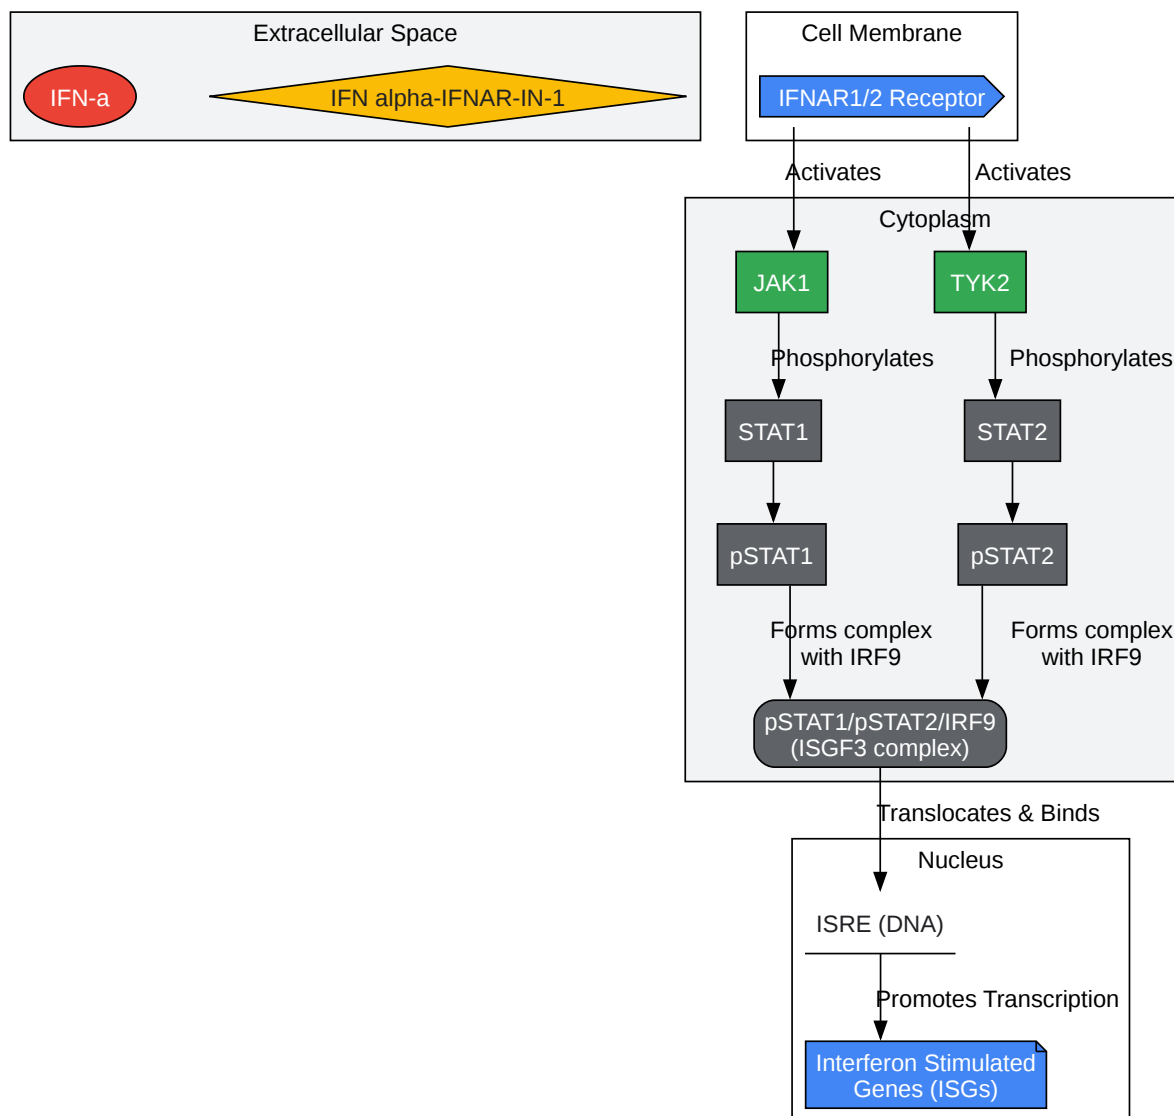 Extracellular Space
IFN-a
IFN alpha-IFNAR-IN-1
Cell Membrane
IFNAR1/2 Receptor
Activates
Activates
Cytoplasm
JAK1
TYK2
Phosphorylates
Phosphorylates
STAT1
STAT2
pSTAT1
pSTAT2
Forms complex
with IRF9
Forms complex
with IRF9
pSTAT1/pSTAT2/IRF9
(ISGF3 complex)
Translocates & Binds
Nucleus
ISRE (DNA)
Promotes Transcription
Interferon Stimulated
Genes (ISGs)